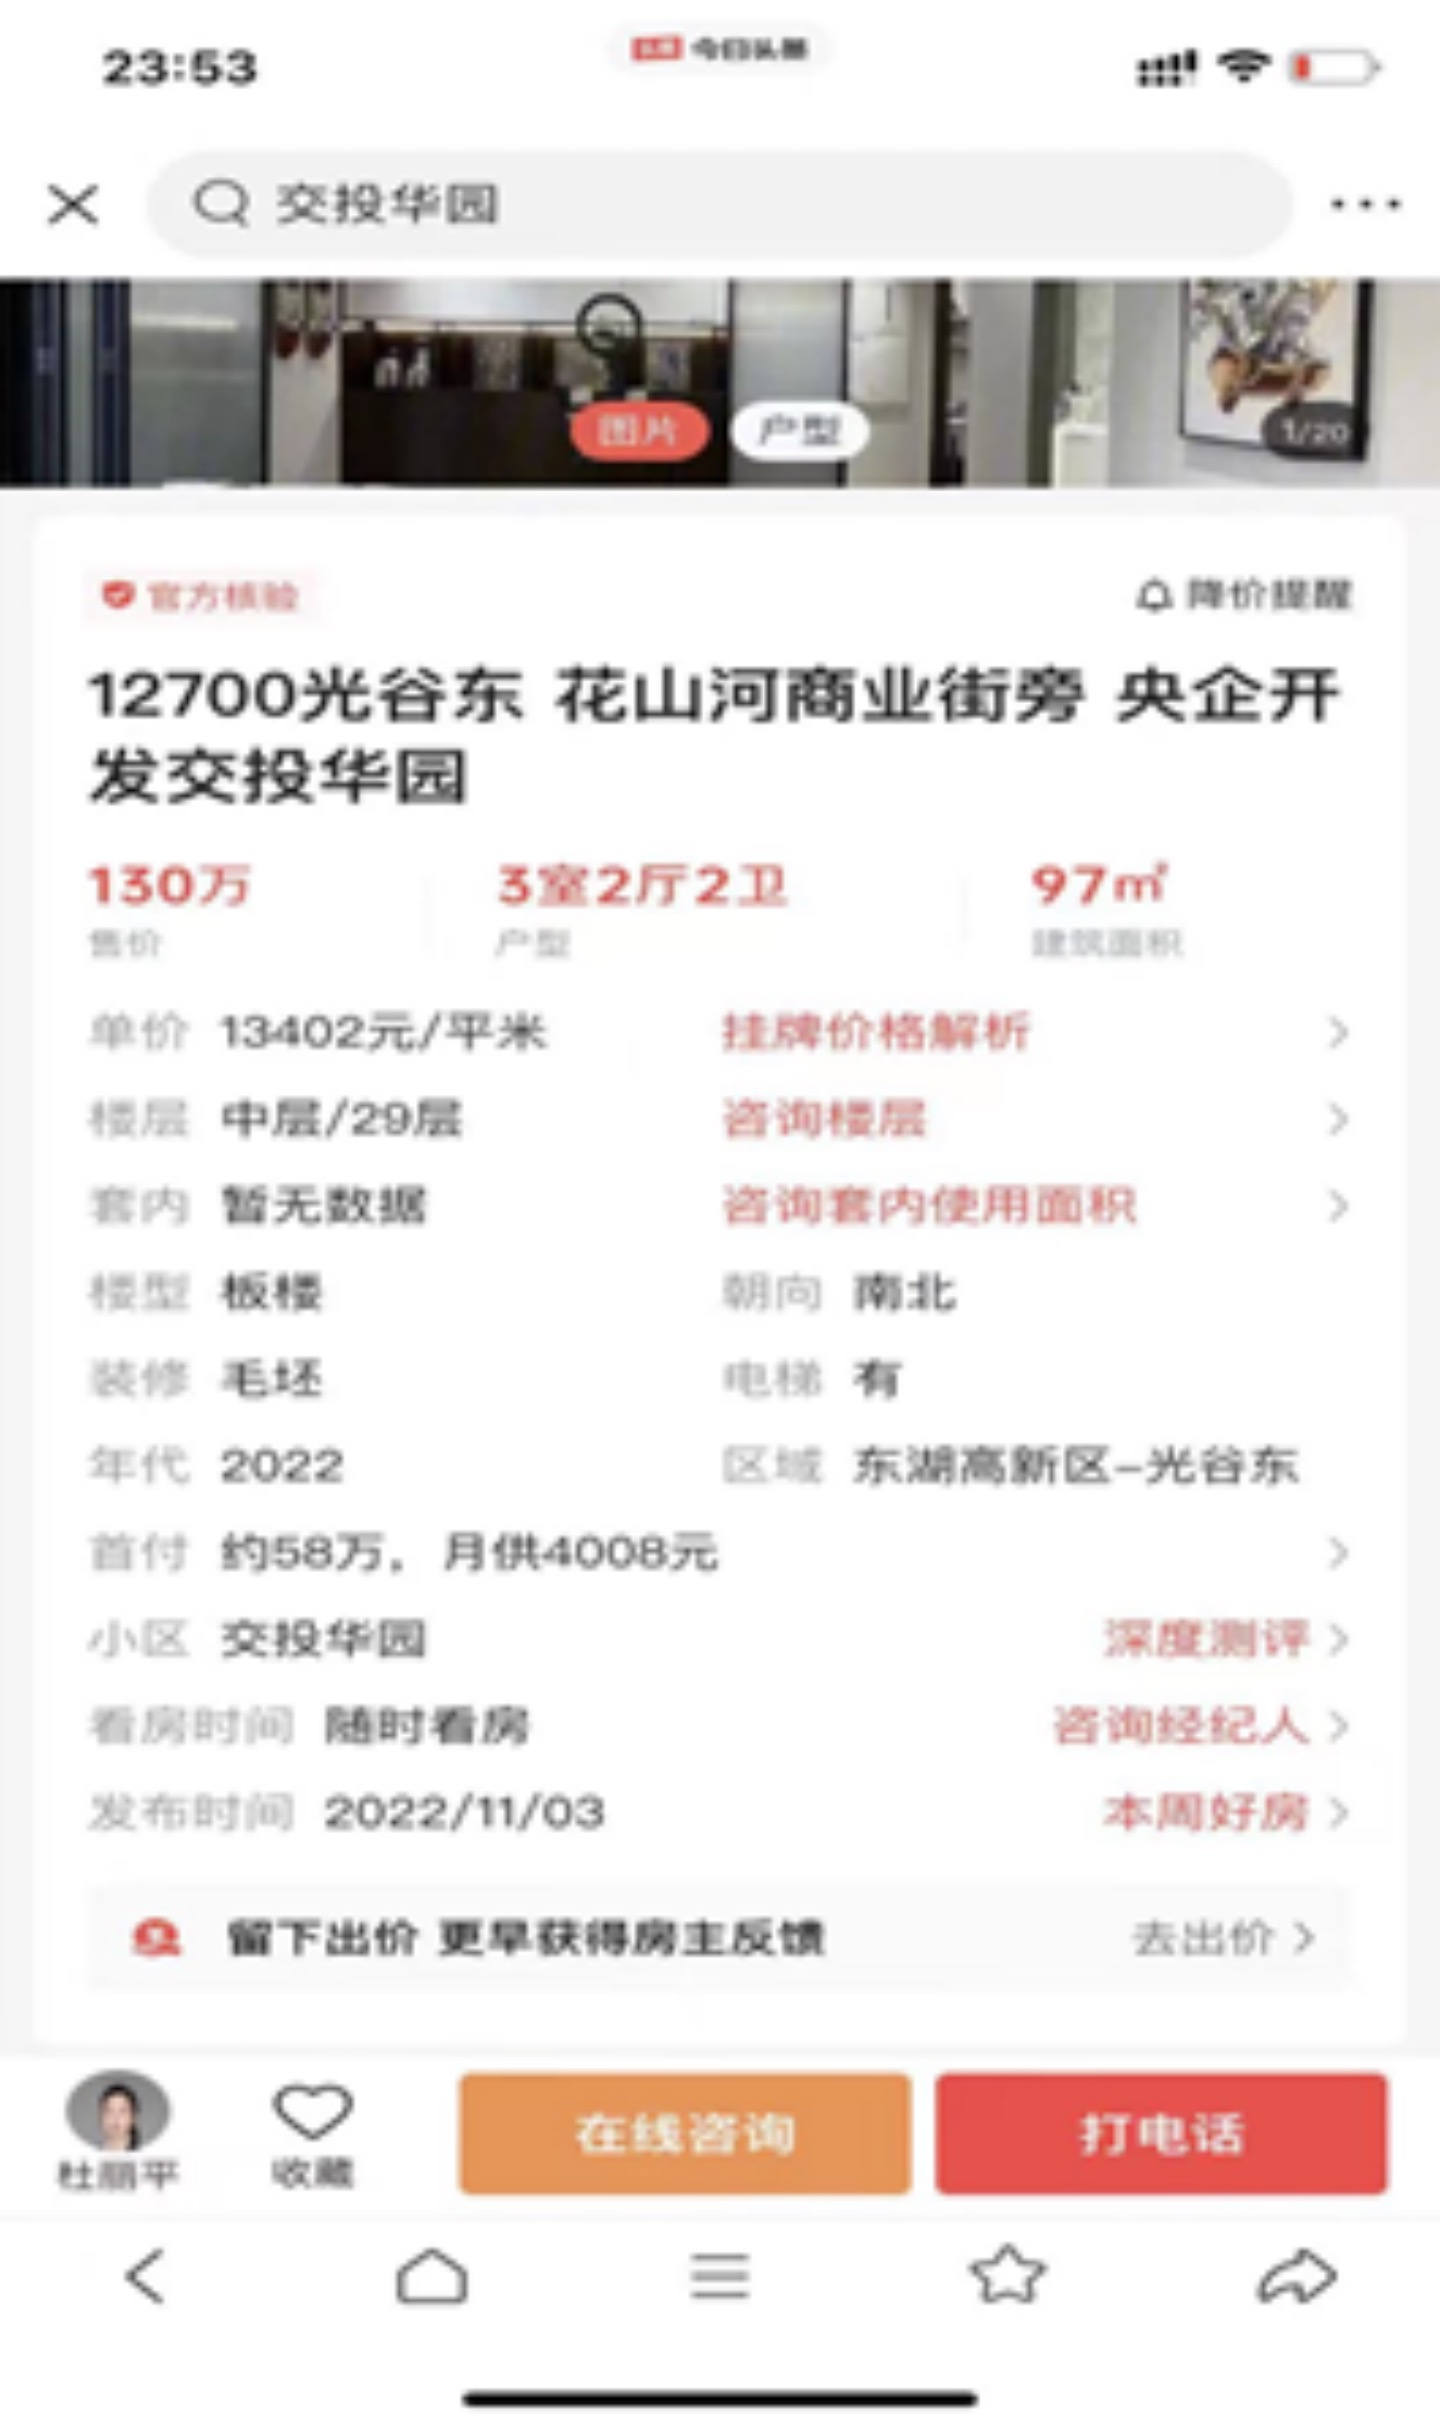 23:53
头条 今日头条
交投华园
图片 户型
1/20
官方核验 降价提醒
12700光谷东 花山河商业街旁 央企开
发交投华园
130万 3室2厅2卫 97㎡
售价 户型 建筑面积
单价 13402元/平米 挂牌价格解析
楼层 中层/29层 咨询楼层
套内 暂无数据 咨询套内使用面积
楼型 板楼 朝向 南北
装修 毛坯 电梯 有
年代 2022 区域 东湖高新区-光谷东
首付 约58万，月供4008元
小区 交投华园 深度测评
看房时间 随时看房 咨询经纪人
发布时间 2022/11/03 本周好房
留下出价 更早获得房主反馈 去出价
杜丽平 收藏 在线咨询 打电话